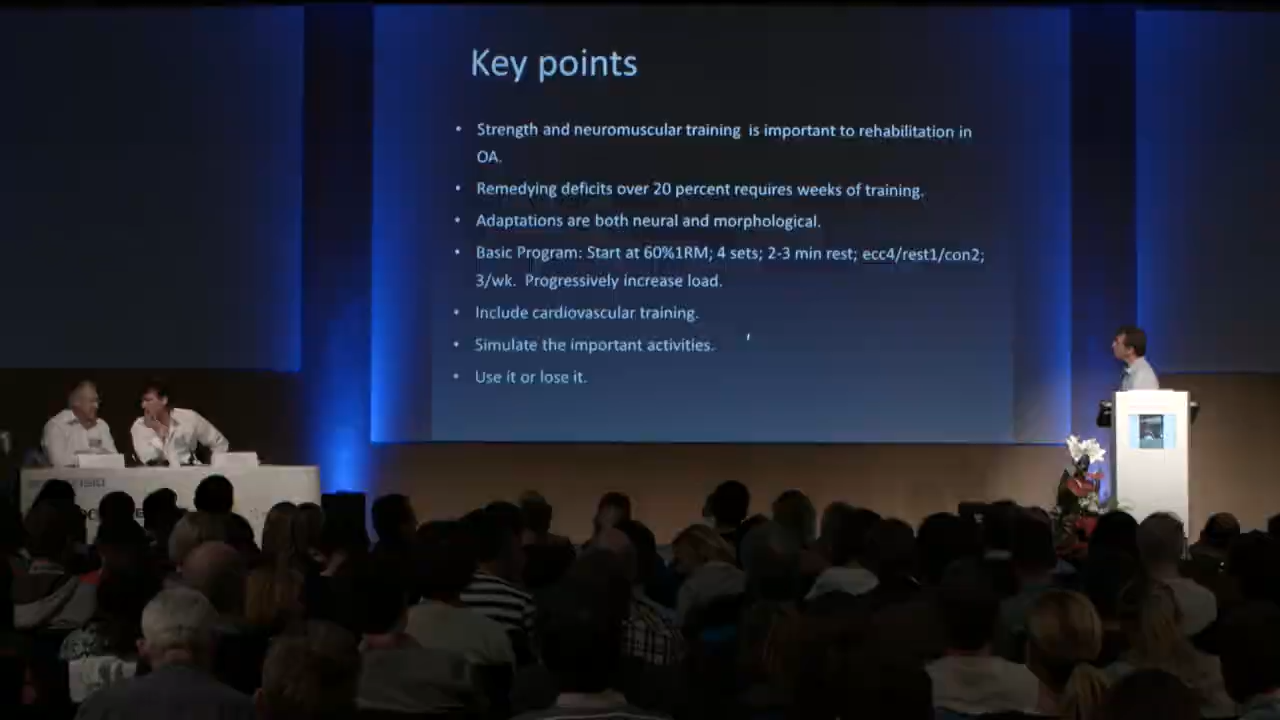 Key points
• Strength and neuromuscular training is important to rehabilitation in
OA.
• Remedying deficits over 20 percent requires weeks of training.
• Adaptations are both neural and morphological.
• Basic Program: Start at 60%1RM; 4 sets; 2-3 min rest; ecc4/rest1/con2;
3/wk. Progressively increase load.
• Include cardiovascular training.
• Simulate the important activities.
• Use it or lose it.